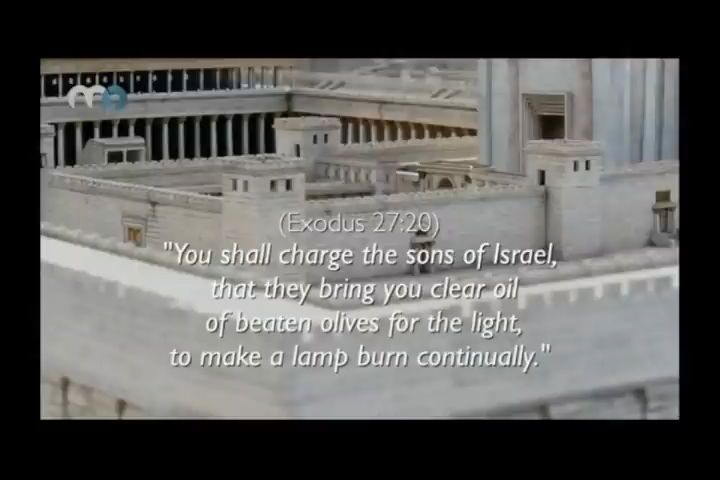 (Exodus 27:20)
"You shall charge the sons of Israel,
that they bring you clear oil
of beaten olives for the light,
to make a lamp burn continually."